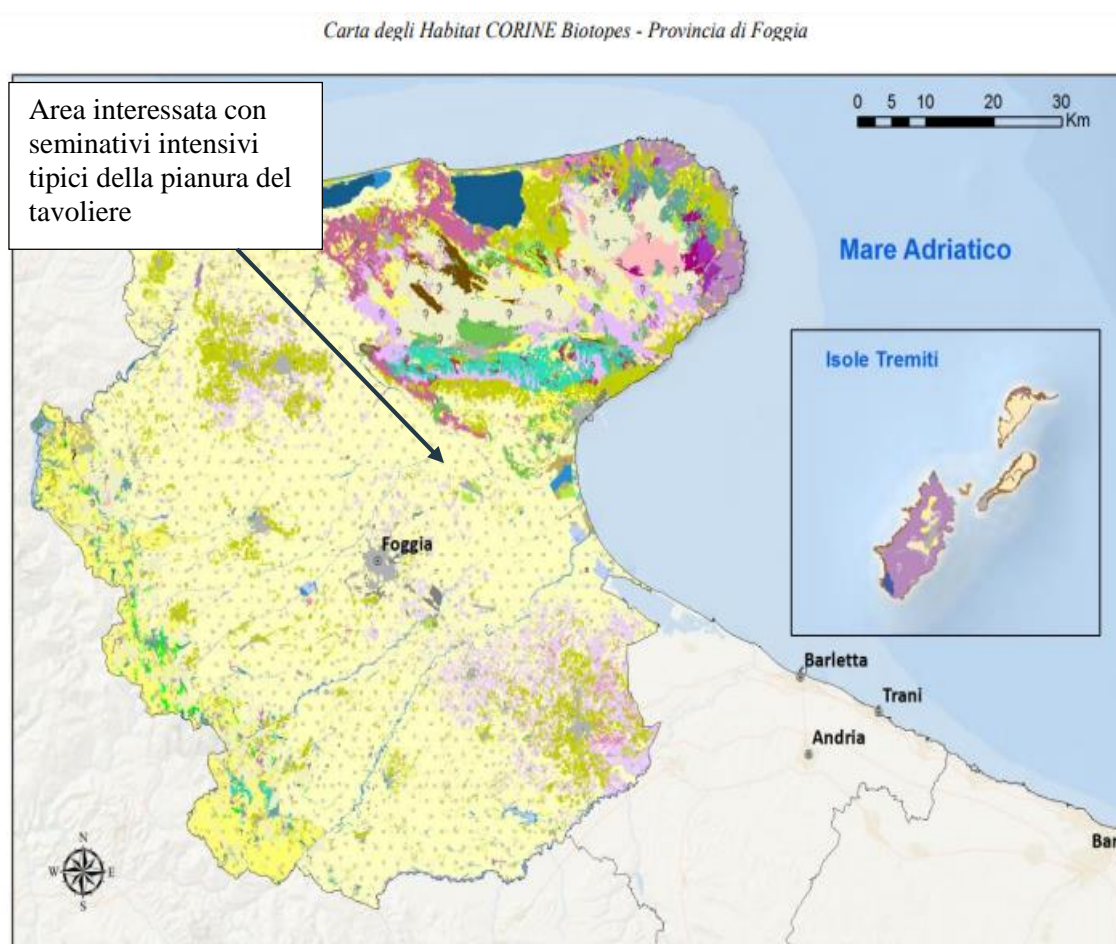 Carta degli Habitat CORINE Biotopes - Provincia di Foggia
Area interessata con
seminativi intensivi
tipici della pianura del
tavoliere
0 5 10 20 30
Km
Mare Adriatico
Isole Tremiti
Foggia
Barletta
Trani
Andria
Bar
N
W E
S